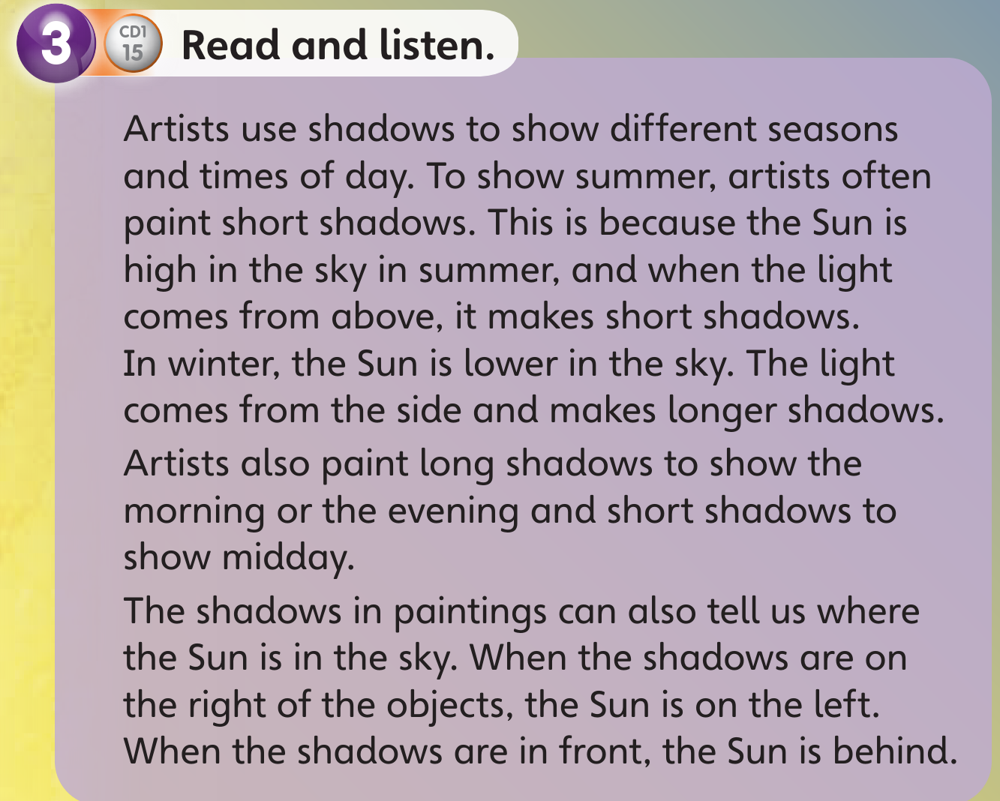 3 CD1 15 Read and listen.
Artists use shadows to show different seasons
and times of day. To show summer, artists often
paint short shadows. This is because the Sun is
high in the sky in summer, and when the light
comes from above, it makes short shadows.
In winter, the Sun is lower in the sky. The light
comes from the side and makes longer shadows.
Artists also paint long shadows to show the
morning or the evening and short shadows to
show midday.
The shadows in paintings can also tell us where
the Sun is in the sky. When the shadows are on
the right of the objects, the Sun is on the left.
When the shadows are in front, the Sun is behind.